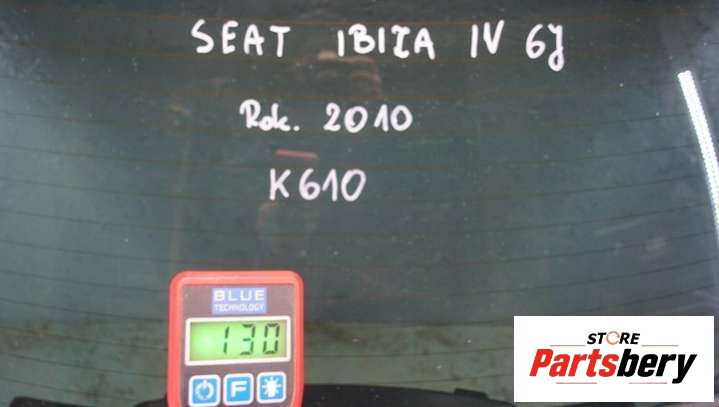 SEAT IBIZA IV 6J
Rok. 2010
K610
BLUE
TECHNOLOGY
130
F
STORE
Partsbery